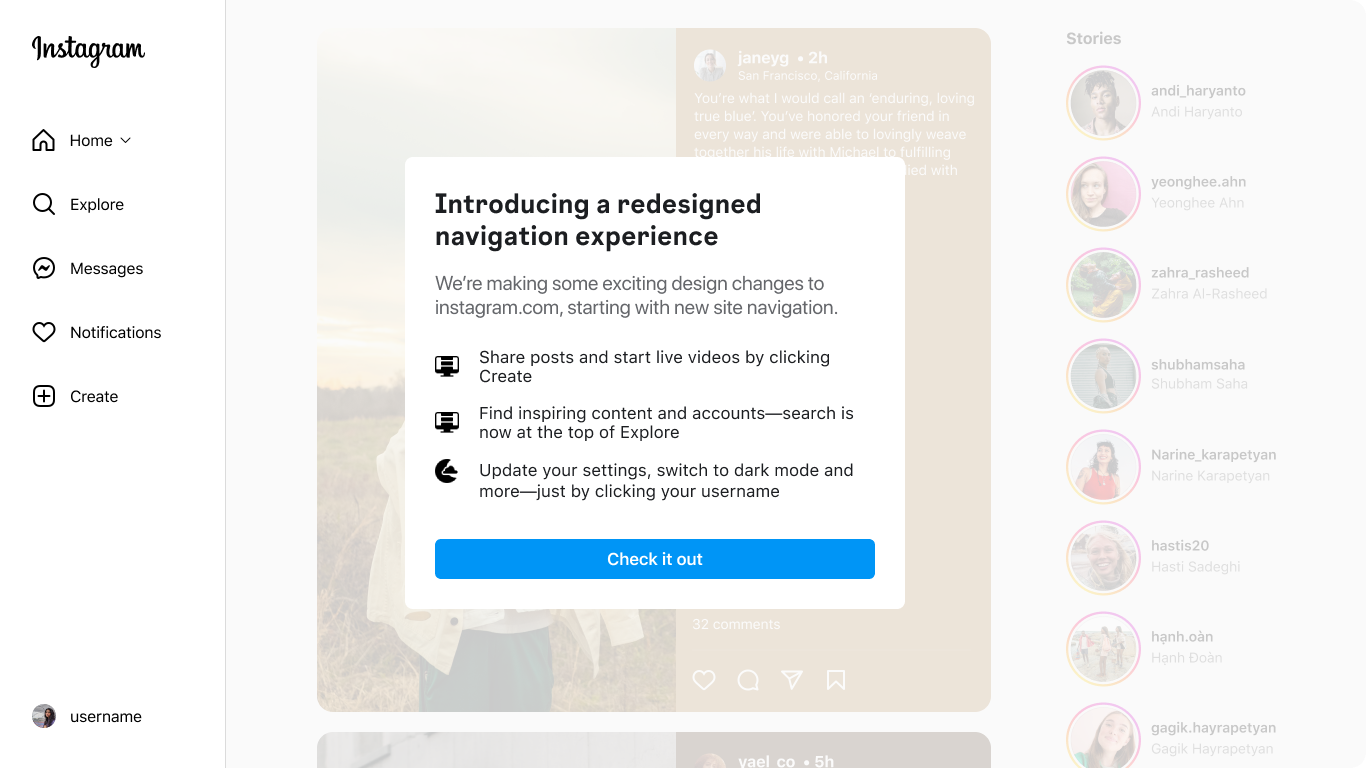 Instagram
Home
Explore
Messages
Notifications
Create
username
janeyg • 2h
San Francisco, California
You're what I would call an 'enduring, loving
true blue'. You've honored your friend in
every way and were able to lovingly weave
together his life with Michael to fulfilling
ied with
Introducing a redesigned
navigation experience
We're making some exciting design changes to
instagram.com, starting with new site navigation.
Share posts and start live videos by clicking
Create
Find inspiring content and accounts—search is
now at the top of Explore
Update your settings, switch to dark mode and
more—just by clicking your username
Check it out
32 comments
yael_co • 5h
Stories
andi_haryanto
Andi Haryanto
yeonghee.ahn
Yeonghee Ahn
zahra_rasheed
Zahra Al-Rasheed
shubhamsaha
Shubham Saha
Narine_karapetyan
Narine Karapetyan
hastis20
Hasti Sadeghi
hạnh.oàn
Hạnh Đoàn
gagik.hayrapetyan
Gagik Hayrapetyan